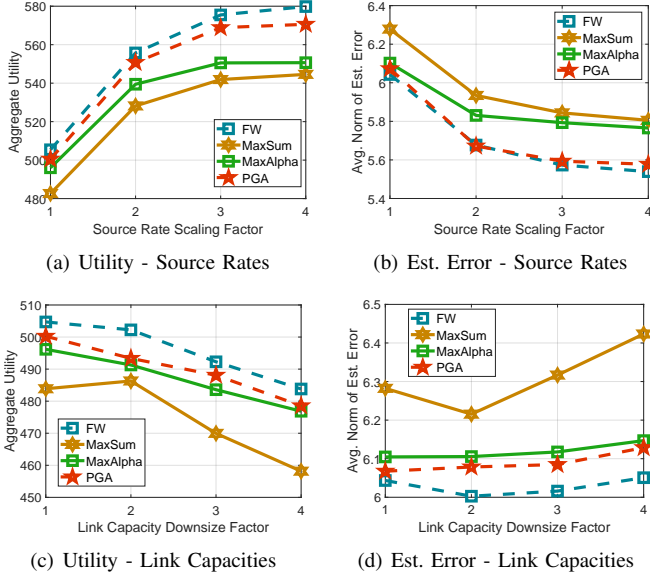 580
560
540
520
500
480
Aggregate Utility
FW
MaxSum
MaxAlpha
PGA
1 2 3 4
Source Rate Scaling Factor
(a) Utility - Source Rates
6.4
6.2
6
5.8
5.6
5.4
Avg. Norm of Est. Error
FW
MaxSum
MaxAlpha
PGA
1 2 3 4
Source Rate Scaling Factor
(b) Est. Error - Source Rates
510
500
490
480
470
460
450
Aggregate Utility
FW
MaxSum
MaxAlpha
PGA
1 2 3 4
Link Capacity Downsize Factor
(c) Utility - Link Capacities
6.5
6.4
6.3
6.2
6.1
6
Avg. Norm of Est. Error
FW
MaxSum
MaxAlpha
PGA
1 2 3 4
Link Capacity Downsize Factor
(d) Est. Error - Link Capacities